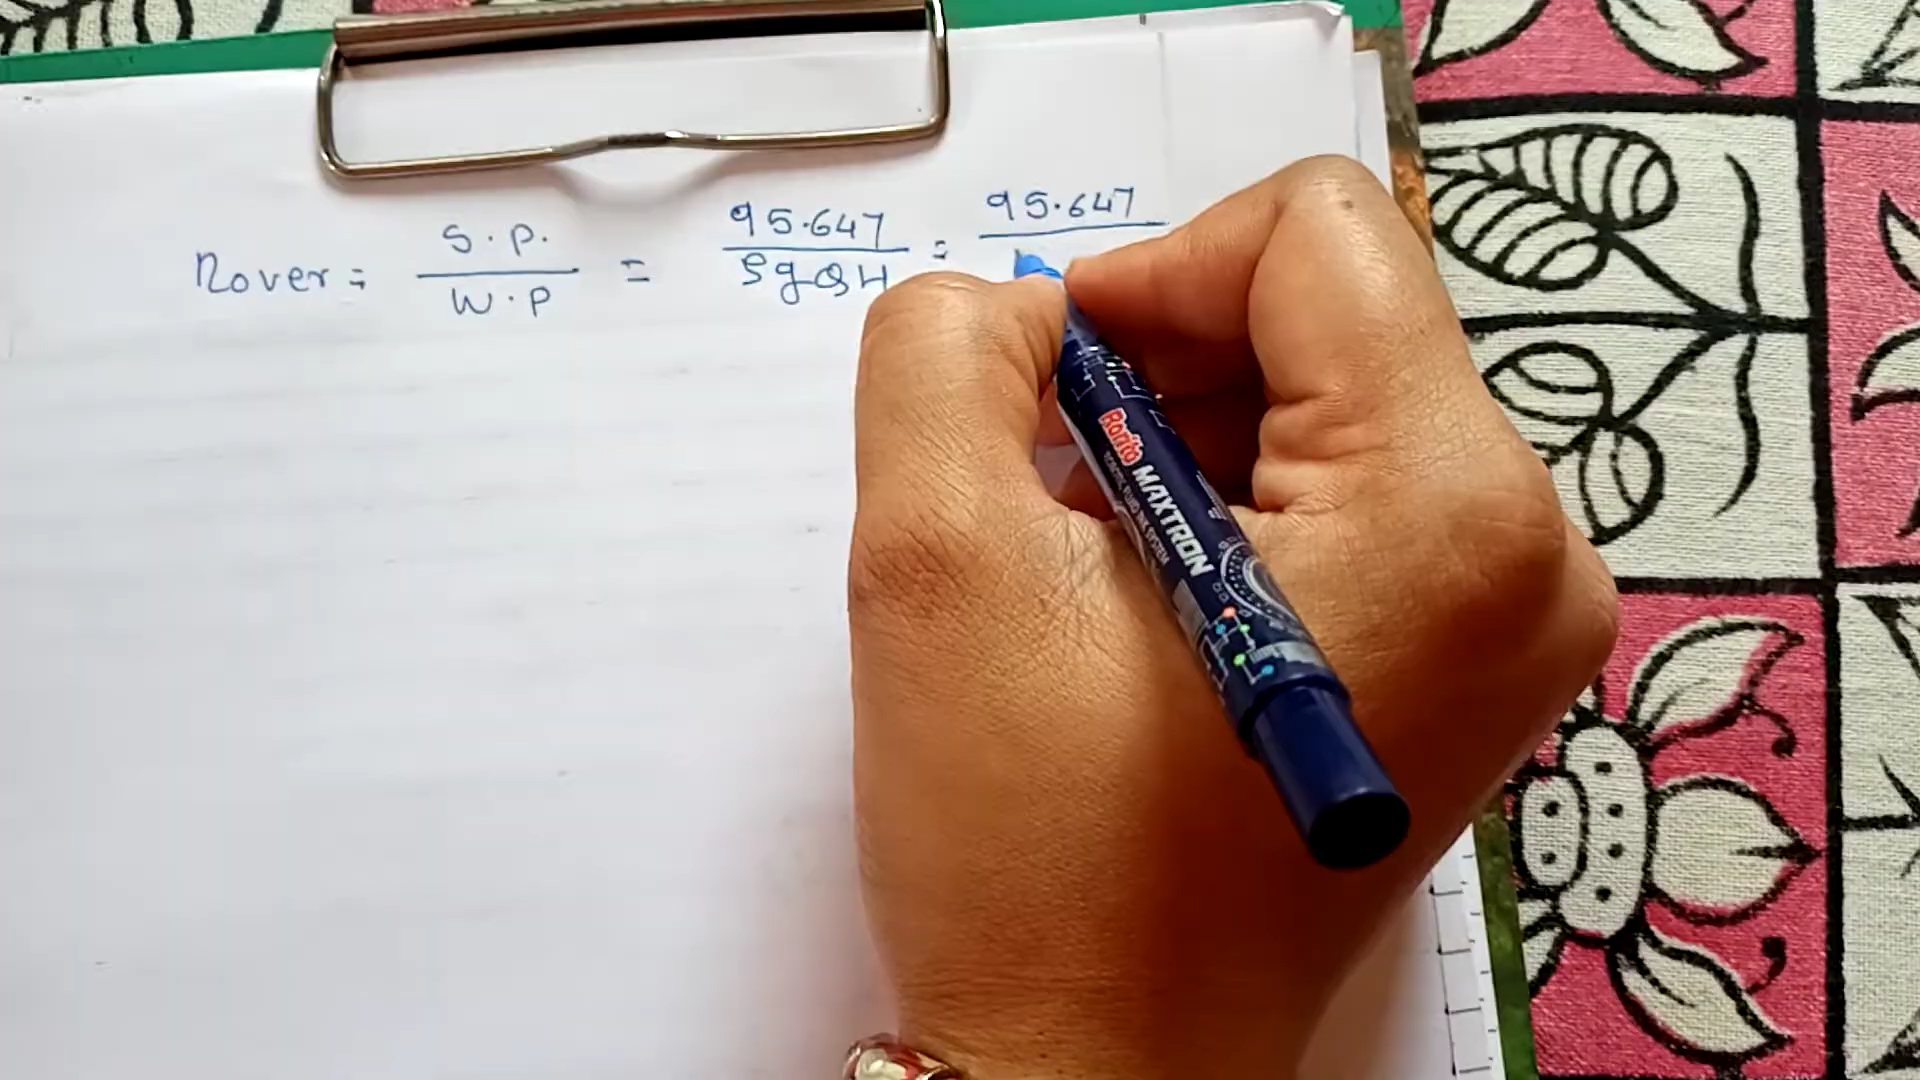 ηover = S.P. / W.P = 95.647 / ρgQH = 95.647 /
Rorito MAXTRON